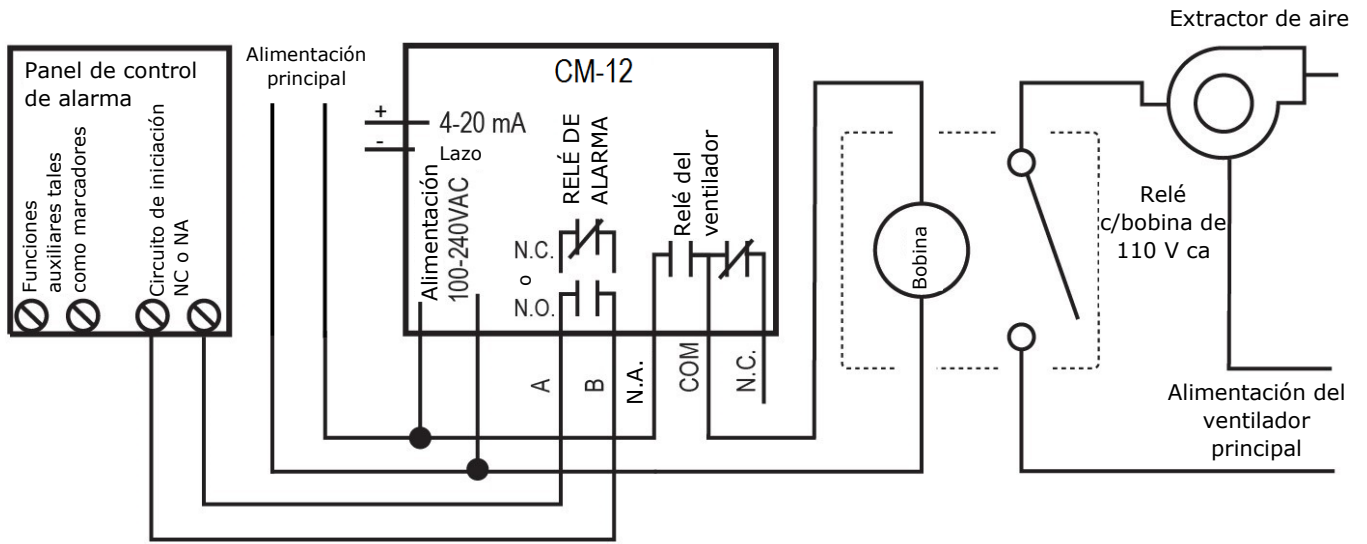 Extractor de aire
Panel de control
de alarma
Funciones
auxiliares tales
como marcadores
Circuito de iniciación
NC o NA
Alimentación
principal
CM-12
+
4-20 mA
-
Lazo
Alimentación
100-240VAC
RELÉ DE
ALARMA
N.C.
o
N.O.
Relé del
ventilador
A
B
N.A.
COM
N.C.
Bobina
Relé
c/bobina de
110 V ca
Alimentación del
ventilador
principal